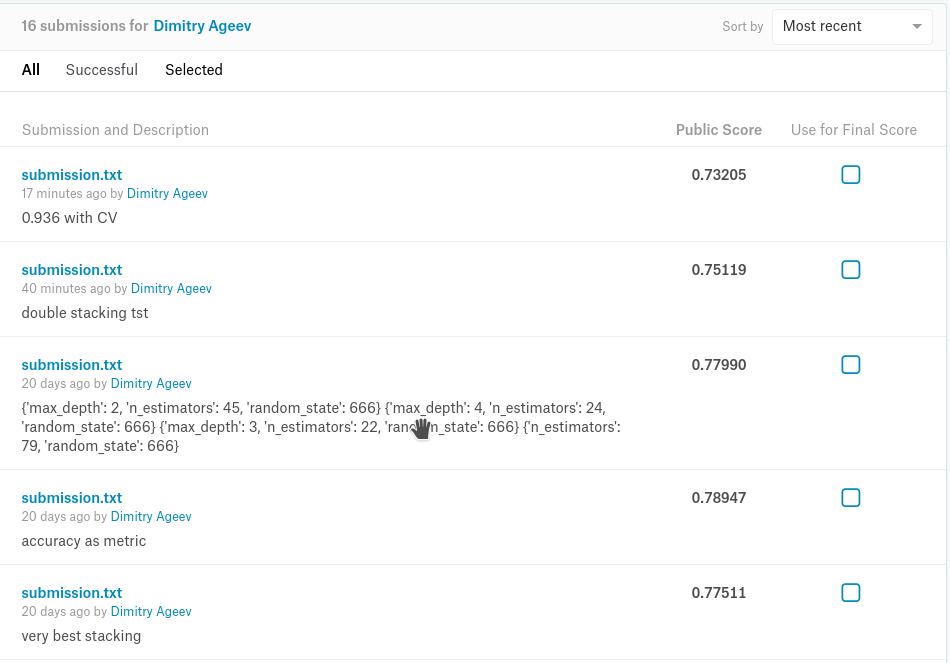 16 submissions for Dimitry Ageev Sort by Most recent
All Successful Selected
Submission and Description Public Score Use for Final Score
submission.txt 0.73205
17 minutes ago by Dimitry Ageev
0.936 with CV
submission.txt 0.75119
40 minutes ago by Dimitry Ageev
double stacking tst
submission.txt 0.77990
20 days ago by Dimitry Ageev
{'max_depth': 2, 'n_estimators': 45, 'random_state': 666} {'max_depth': 4, 'n_estimators': 24,
'random_state': 666} {'max_depth': 3, 'n_estimators': 22, 'random_state': 666} {'n_estimators':
79, 'random_state': 666}
submission.txt 0.78947
20 days ago by Dimitry Ageev
accuracy as metric
submission.txt 0.77511
20 days ago by Dimitry Ageev
very best stacking